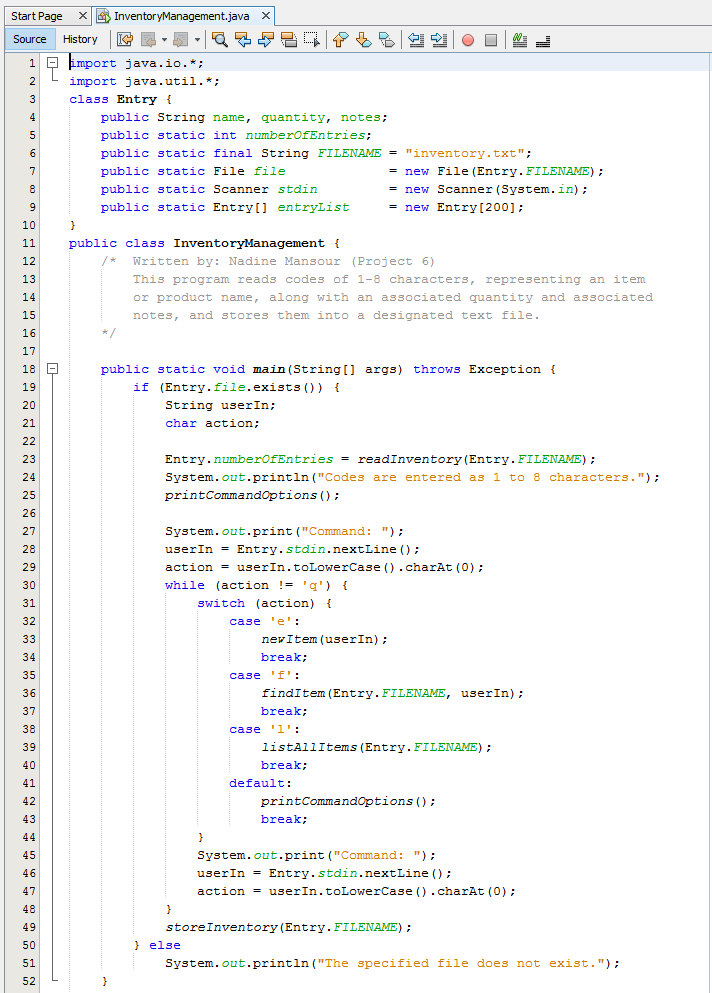 Start Page × InventoryManagement.java ×
Source History
1 import java.io.*;
2 import java.util.*;
3 class Entry {
4     public String name, quantity, notes;
5     public static int numberOfEntries;
6     public static final String FILENAME = "inventory.txt";
7     public static File file             = new File(Entry.FILENAME);
8     public static Scanner stdin         = new Scanner(System.in);
9     public static Entry[] entryList     = new Entry[200];
10 }
11 public class InventoryManagement {
12     /*  Written by: Nadine Mansour (Project 6)
13         This program reads codes of 1-8 characters, representing an item
14         or product name, along with an associated quantity and associated
15         notes, and stores them into a designated text file.
16     */
17
18     public static void main(String[] args) throws Exception {
19         if (Entry.file.exists()) {
20             String userIn;
21             char action;
22
23             Entry.numberOfEntries = readInventory(Entry.FILENAME);
24             System.out.println("Codes are entered as 1 to 8 characters.");
25             printCommandOptions();
26
27             System.out.print("Command: ");
28             userIn = Entry.stdin.nextLine();
29             action = userIn.toLowerCase().charAt(0);
30             while (action != 'q') {
31                 switch (action) {
32                     case 'e':
33                         newItem(userIn);
34                         break;
35                     case 'f':
36                         findItem(Entry.FILENAME, userIn);
37                         break;
38                     case 'l':
39                         listAllItems(Entry.FILENAME);
40                         break;
41                     default:
42                         printCommandOptions();
43                         break;
44                 }
45                 System.out.print("Command: ");
46                 userIn = Entry.stdin.nextLine();
47                 action = userIn.toLowerCase().charAt(0);
48             }
49             storeInventory(Entry.FILENAME);
50         } else
51             System.out.println("The specified file does not exist.");
52     }